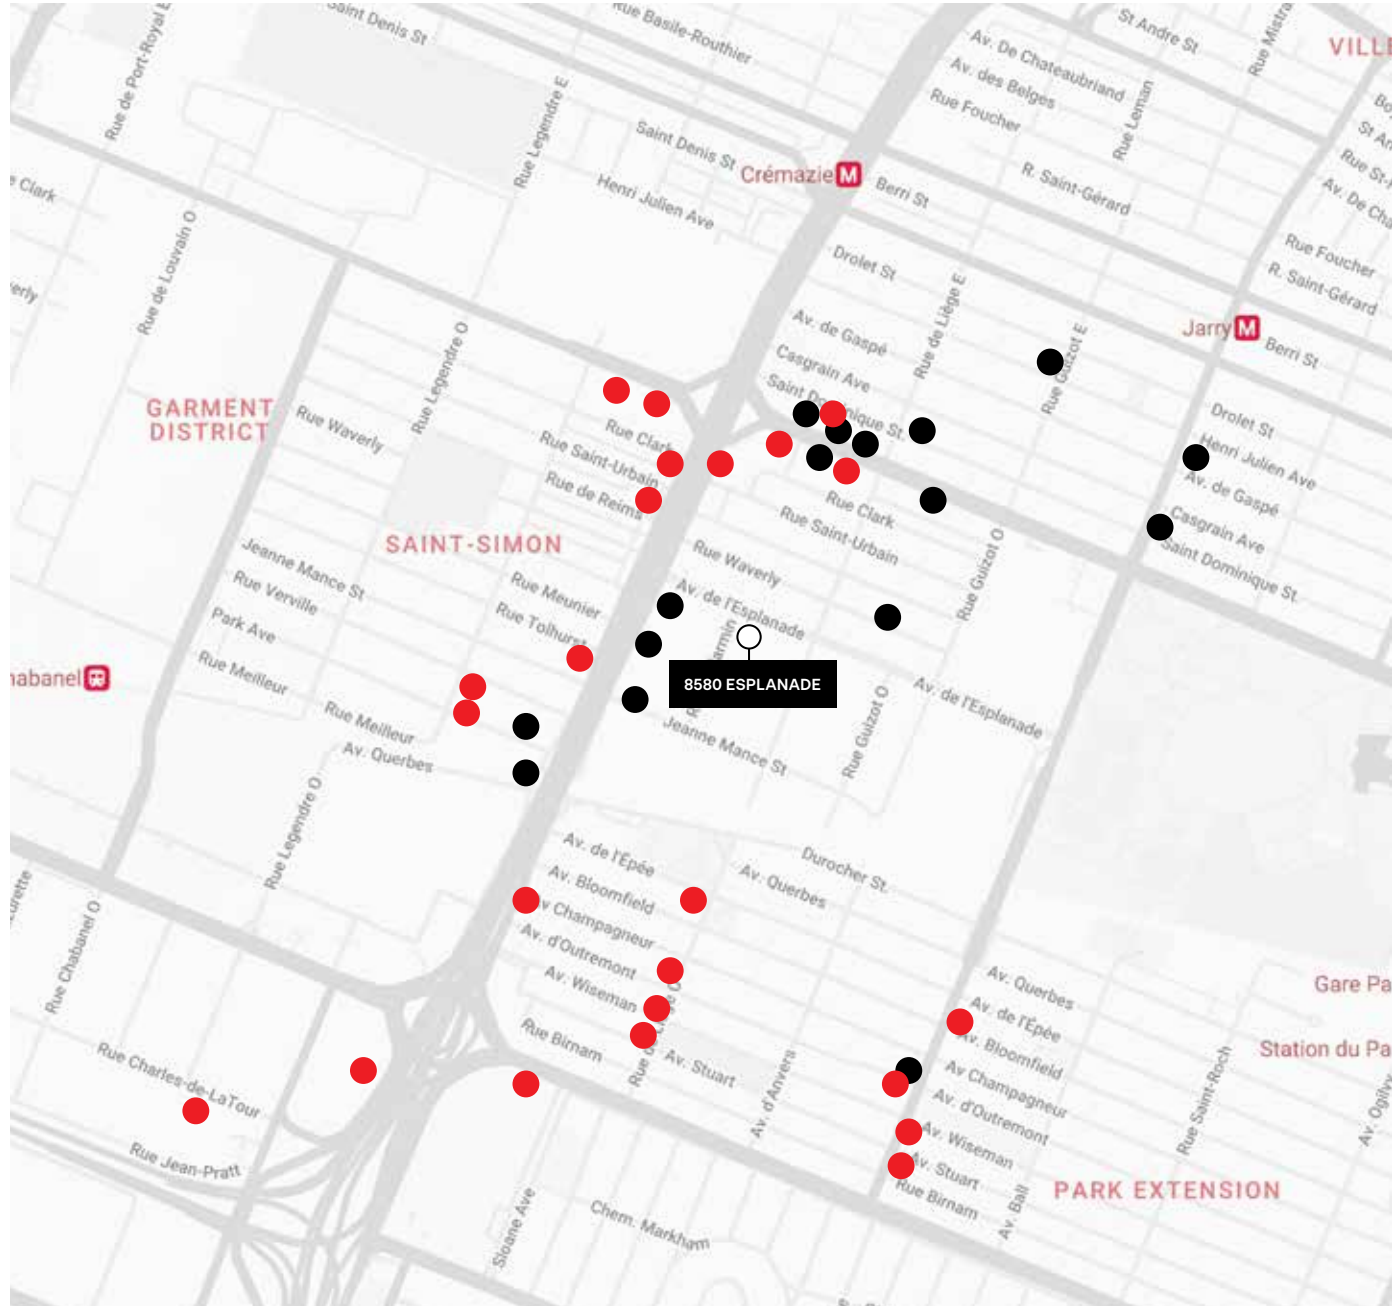 Saint Denis St
Rue Basile-Routhier
St Andre St
VILLE
Av. De Chateaubriand
Av. des Belges
Rue Foucher
Rue Leman
Rue de Port-Royal E
Rue Legendre E
Saint Denis St
Crémazie M
Henri Julien Ave
Berri St
R. Saint-Gérard
Rue de Louvain O
Drolet St
Rue de Liège E
Rue Foucher
R. Saint-Gérard
Av. de Gaspé
Casgrain Ave
Jarry M
Berri St
Rue Guizot E
Rue Legendre O
GARMENT
DISTRICT
Rue Waverly
Rue Clark
Rue Saint-Urbain
Rue de Reims
Drolet St
Henri Julien Ave
Av. de Gaspé
Casgrain Ave
Saint Dominique St.
Rue Clark
Rue Saint-Urbain
SAINT-SIMON
Rue Waverly
Av. de l'Esplanade
Rue Guizot O
Jeanne Mance St
Rue Verville
Park Ave
Rue Meilleur
Rue Meunier
Rue Tolhurst
8580 ESPLANADE
Rue Meilleur
Av. Querbes
Jeanne Mance St
Rue Guizot O
Av. de l'Esplanade
Rue Legendre O
Av. de l'Épée
Av. Bloomfield
Av Champagneur
Av. d'Outremont
Av. Wiseman
Rue Birnam
Durocher St.
Av. Querbes
Rue Chabanel O
Av. Stuart
Av. d'Anvers
Av. Querbes
Av. de l'Épée
Av. Bloomfield
Av Champagneur
Av. d'Outremont
Av. Wiseman
Av. Stuart
Rue Birnam
Gare Pa
Station du Pa
Rue Charles-de-LaTour
Rue Jean-Pratt
Rue Saint-Roch
Av. Ogilvy
PARK EXTENSION
Av. Ball
Sloane Ave
Chem. Markham